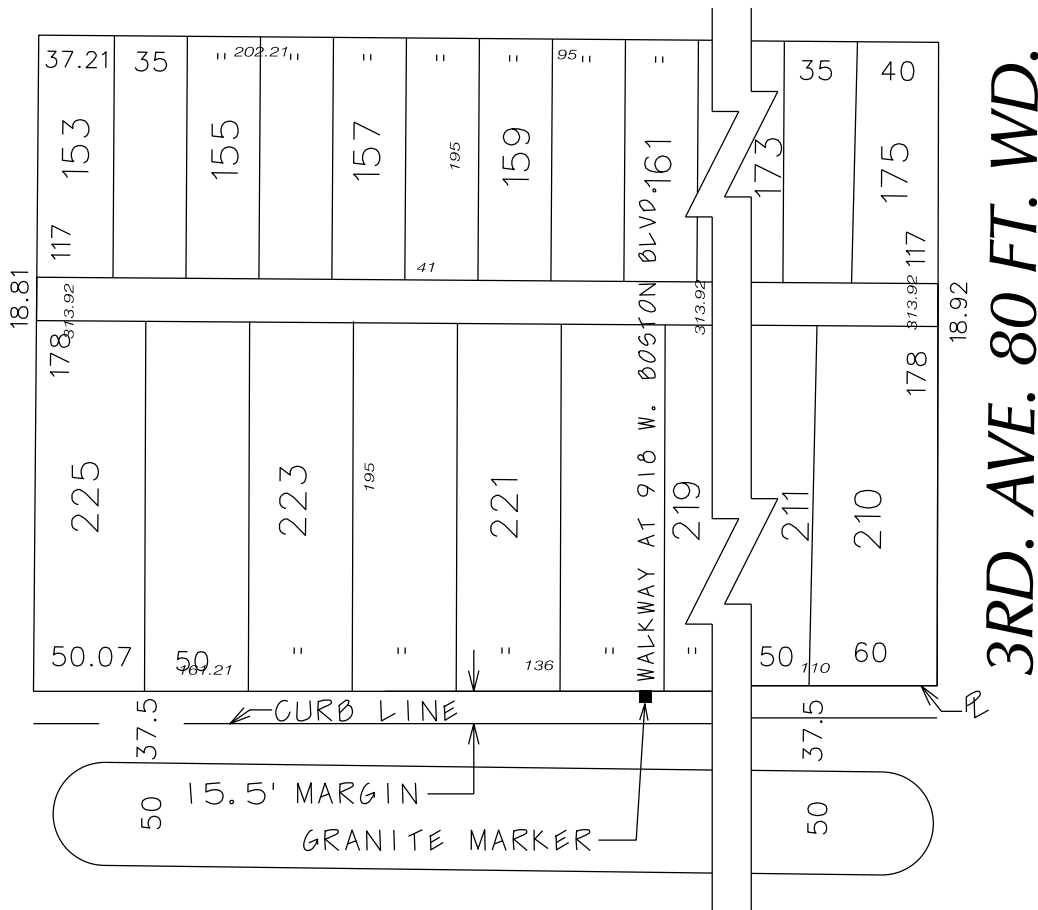 37.21 35 " 202.21 " " " 95 " " 35 40
153 155 157 195 159 161 173 175
117 41 117
18.81 313.92 313.92 313.92 18.92
178 178
WALKWAY AT 918 W. BOSTON BLVD.
3RD. AVE. 80 FT. WD.
225 223 195 221 219 211 210
50.07 50 161.21 " " " 136 " " 50 110 60
37.5 CURB LINE 37.5 PL
50 15.5' MARGIN 50
GRANITE MARKER